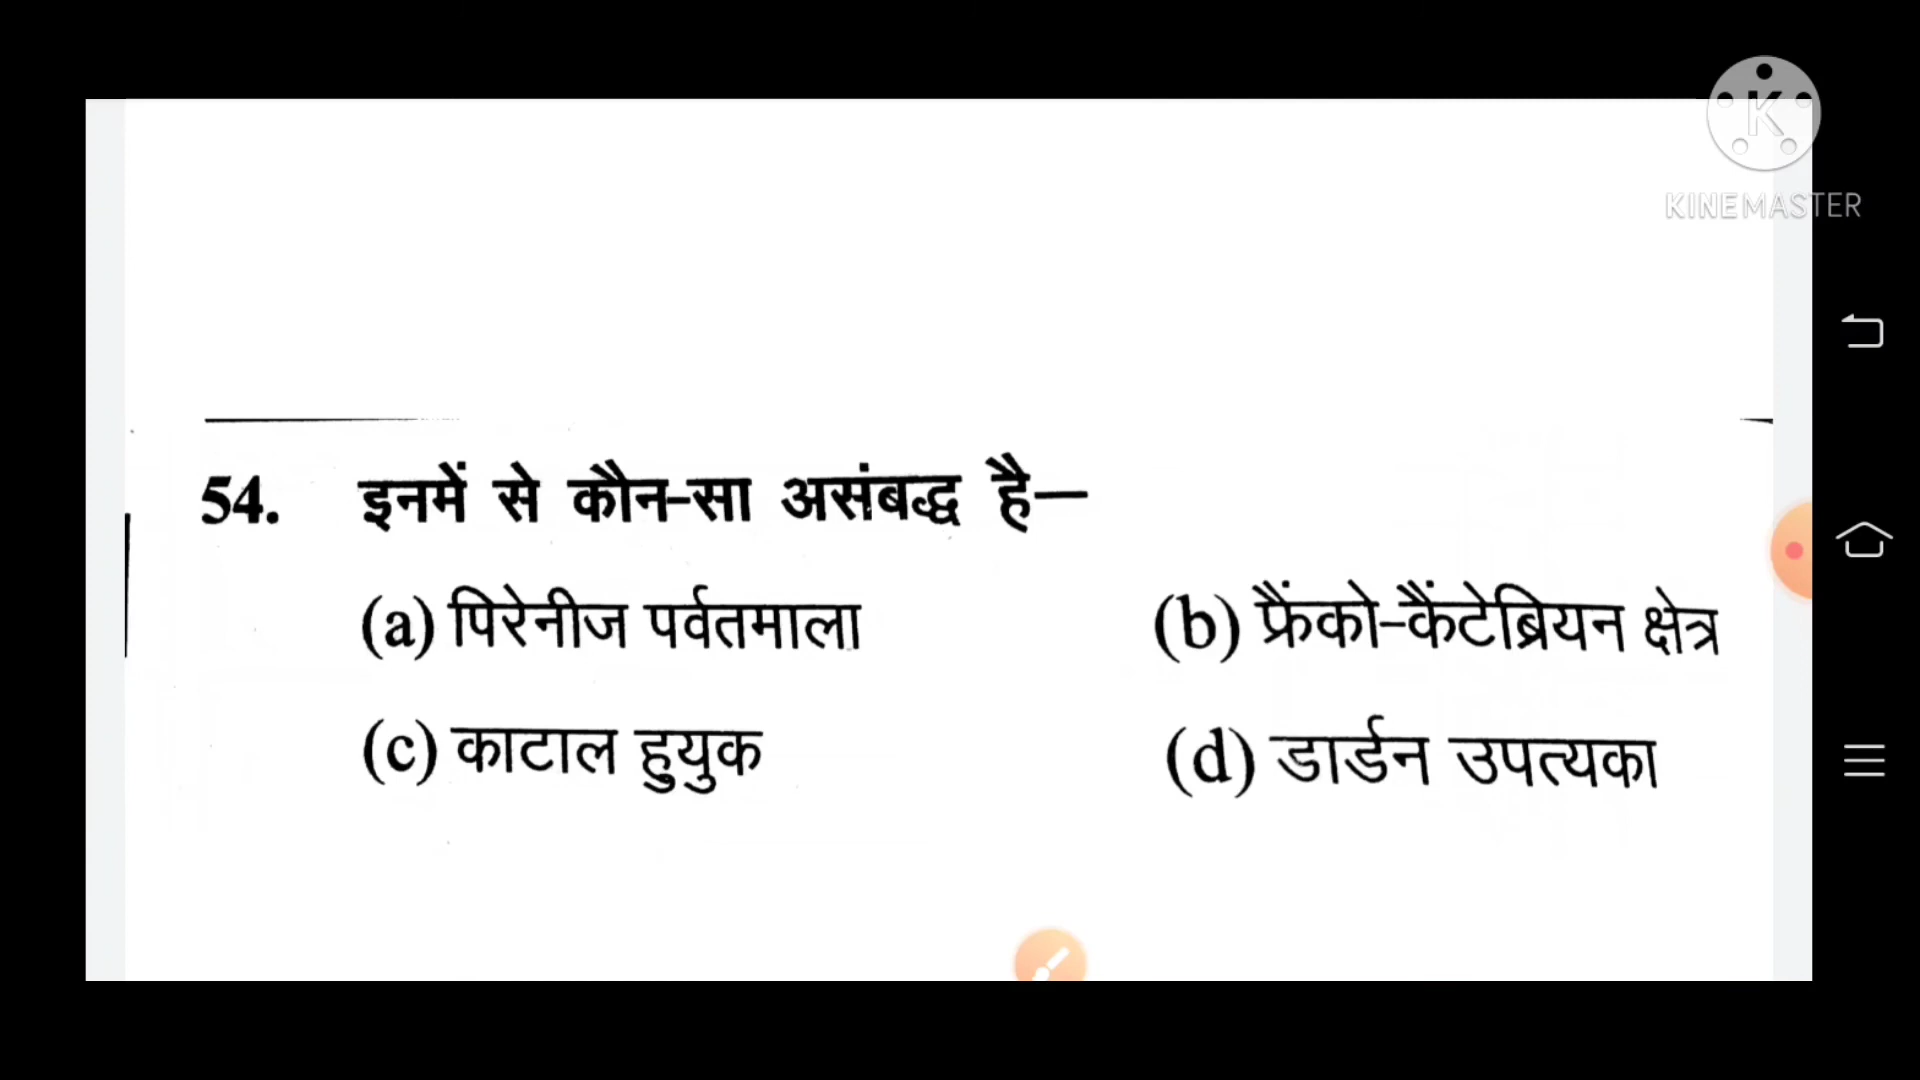 K
KINEMASTER
54. इनमें से कौन-सा असंबद्ध है—
(a) पिरेनीज पर्वतमाला (b) फ्रैंको-कैंटेब्रियन क्षेत्र
(c) काटाल हुयुक (d) डार्डन उपत्यका